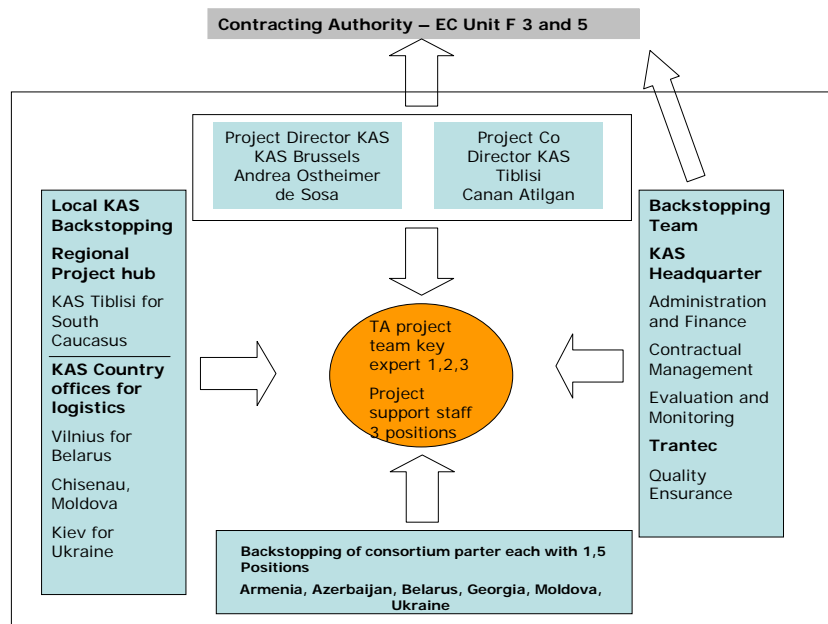 Contracting Authority – EC Unit F 3 and 5
Project Director KAS
KAS Brussels
Andrea Ostheimer
de Sosa
Project Co
Director KAS
Tiblisi
Canan Atilgan
Local KAS
Backstopping
Regional
Project hub
KAS Tiblisi for
South
Caucasus
KAS Country
offices for
logistics
Vilnius for
Belarus
Chisenau,
Moldova
Kiev for
Ukraine
TA project
team key
expert 1,2,3
Project
support staff
3 positions
Backstopping
Team
KAS
Headquarter
Administration
and Finance
Contractual
Management
Evaluation and
Monitoring
Trantec
Quality
Ensurance
Backstopping of consortium parter each with 1,5
Positions
Armenia, Azerbaijan, Belarus, Georgia, Moldova,
Ukraine